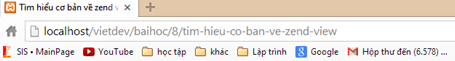 Tìm hiểu cơ bản về zend v
localhost/vietdev/baihoc/8/tim-hieu-co-ban-ve-zend-view
SIS • MainPage YouTube học tập khác Lập trình Google Hộp thư đến (6.578) ...